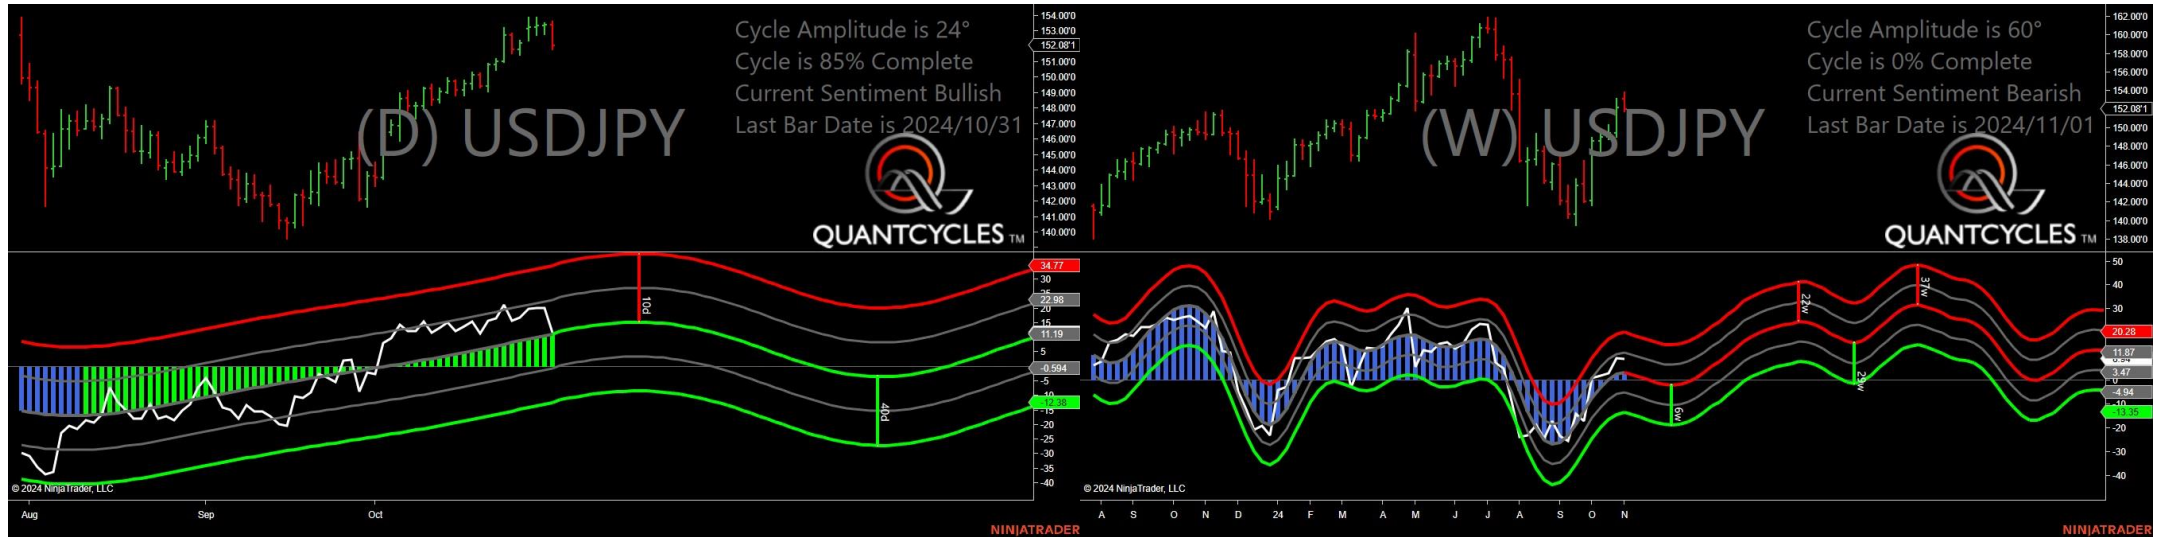 Cycle Amplitude is 24°
Cycle is 85% Complete
Current Sentiment Bullish
Last Bar Date is 2024/10/31
(D) USDJPY
QUANTCYCLES TM
154.00'0
153.00'0
152.08'1
151.00'0
150.00'0
149.00'0
148.00'0
147.00'0
146.00'0
145.00'0
144.00'0
143.00'0
142.00'0
141.00'0
140.00'0
34.77
30
25
22.98
20
15
11.19
5
-0.594
-5
-12.38
-15
-20
-25
-30
-35
-40
10d
40d
© 2024 NinjaTrader, LLC
Aug Sep Oct
NINJATRADER
Cycle Amplitude is 60°
Cycle is 0% Complete
Current Sentiment Bearish
Last Bar Date is 2024/11/01
(W) USDJPY
QUANTCYCLES TM
162.00'0
160.00'0
158.00'0
156.00'0
154.00'0
152.08'1
150.00'0
148.00'0
146.00'0
144.00'0
142.00'0
140.00'0
138.00'0
50
40
30
20.28
11.87
3.47
0
-4.94
-10
-13.35
-20
-30
-40
22w
37w
29w
6w
© 2024 NinjaTrader, LLC
A S O N D 24 F M A M J J A S O N
NINJATRADER